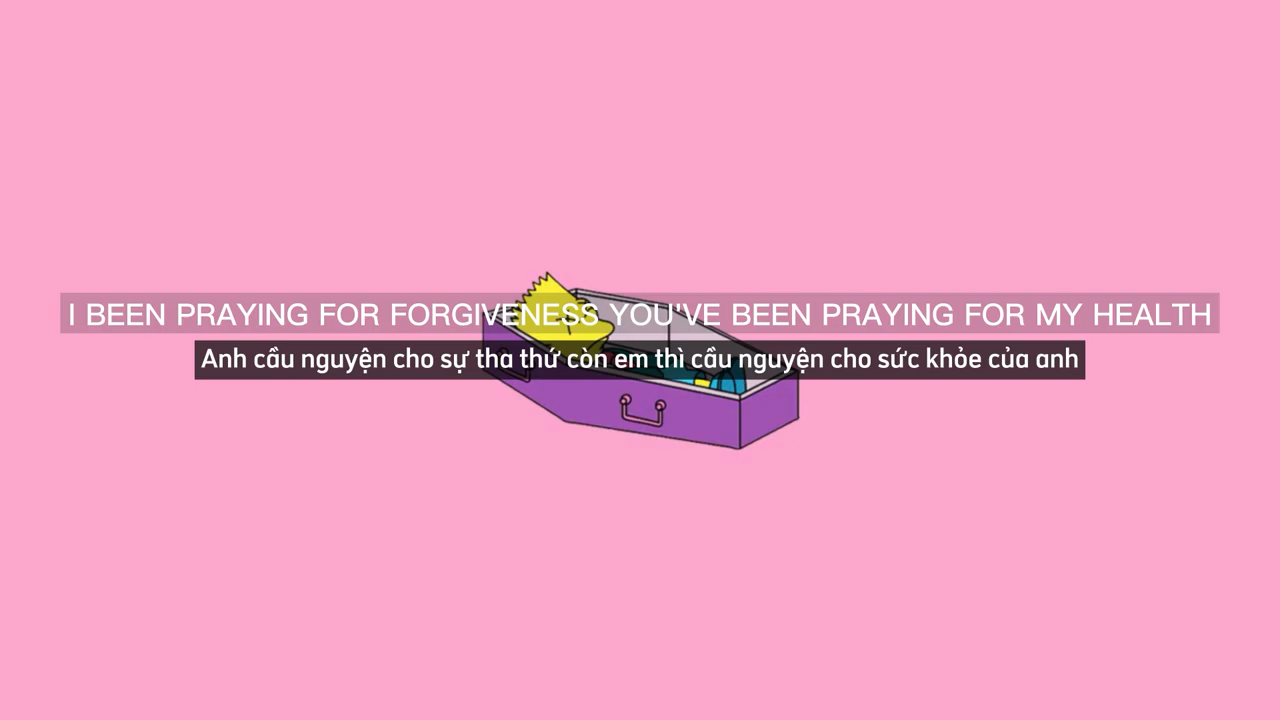 I BEEN PRAYING FOR FORGIVENESS YOU'VE BEEN PRAYING FOR MY HEALTH
Anh cầu nguyện cho sự tha thứ còn em thì cầu nguyện cho sức khỏe của anh